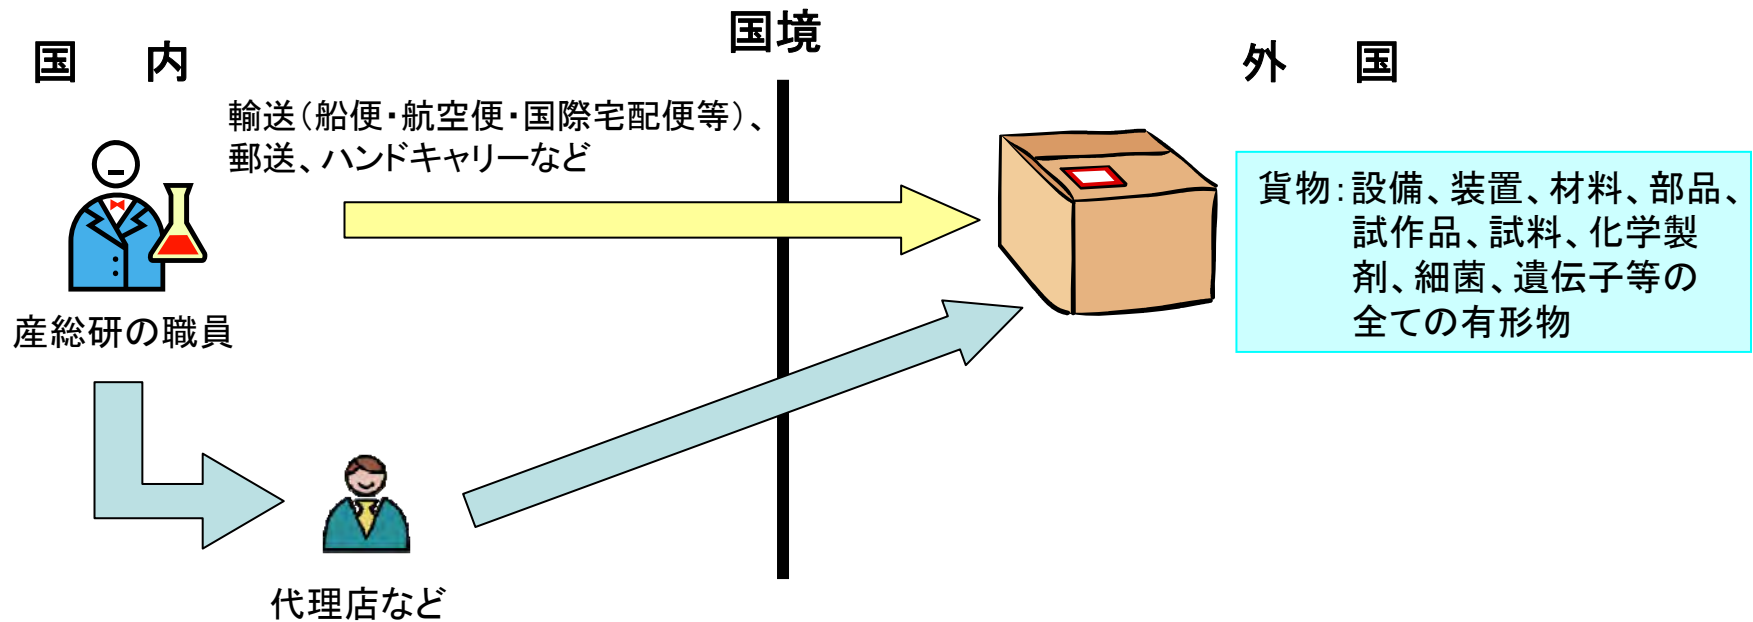 国境
国　内
外　国
輸送（船便・航空便・国際宅配便等）、
郵送、ハンドキャリーなど
貨物：設備、装置、材料、部品、
試作品、試料、化学製
剤、細菌、遺伝子等の
全ての有形物
産総研の職員
代理店など